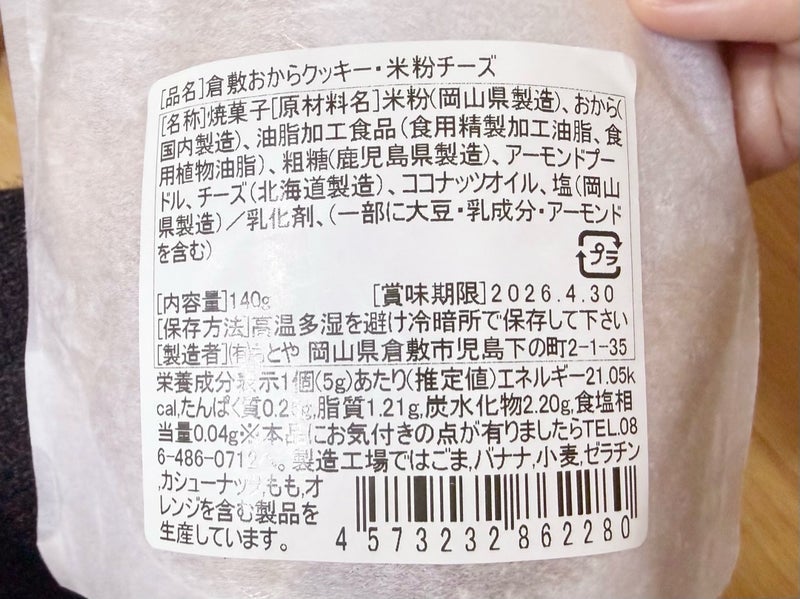 [品名]倉敷おからクッキー・米粉チーズ
[名称]焼菓子[原材料名]米粉(岡山県製造)、おから(
国内製造)、油脂加工食品(食用精製加工油脂、食
用植物油脂)、粗糖(鹿児島県製造)、アーモンドプー
ドル、チーズ(北海道製造)、ココナッツオイル、塩(岡山
県製造)/乳化剤、(一部に大豆・乳成分・アーモンド
を含む)
プラ
[内容量]140g [賞味期限]2026.4.30
[保存方法]高温多湿を避け冷暗所で保存して下さい
[製造者] とや 岡山県倉敷市児島下の町2-1-35
栄養成分表示1個(5g)あたり(推定値)エネルギー21.05k
cal,たんぱく質 脂質1.21g,炭水化物2.20g,食塩相
当量0.04g※本品にお気付きの点が有りましたらTEL.08
6-486-0712 。製造工場ではごま,バナナ,小麦,ゼラチン
,カシューナッツ,もも,オ
レンジを含む製品を
生産しています。
4 573232 862280